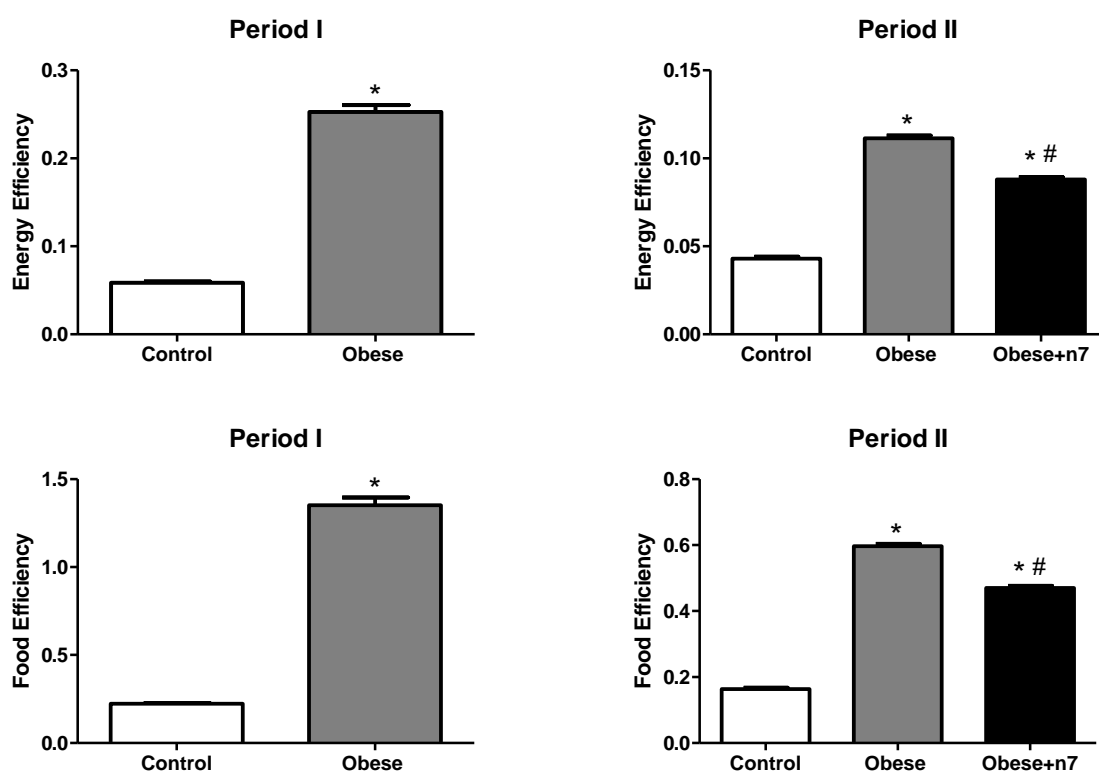 Period I
0.3
0.2
0.1
0.0
Energy Efficiency
*
Control Obese
Period II
0.15
0.10
0.05
0.00
Energy Efficiency
*
* #
Control Obese Obese+n7
Period I
1.5
1.0
0.5
0.0
Food Efficiency
*
Control Obese
Period II
0.8
0.6
0.4
0.2
0.0
Food Efficiency
*
* #
Control Obese Obese+n7